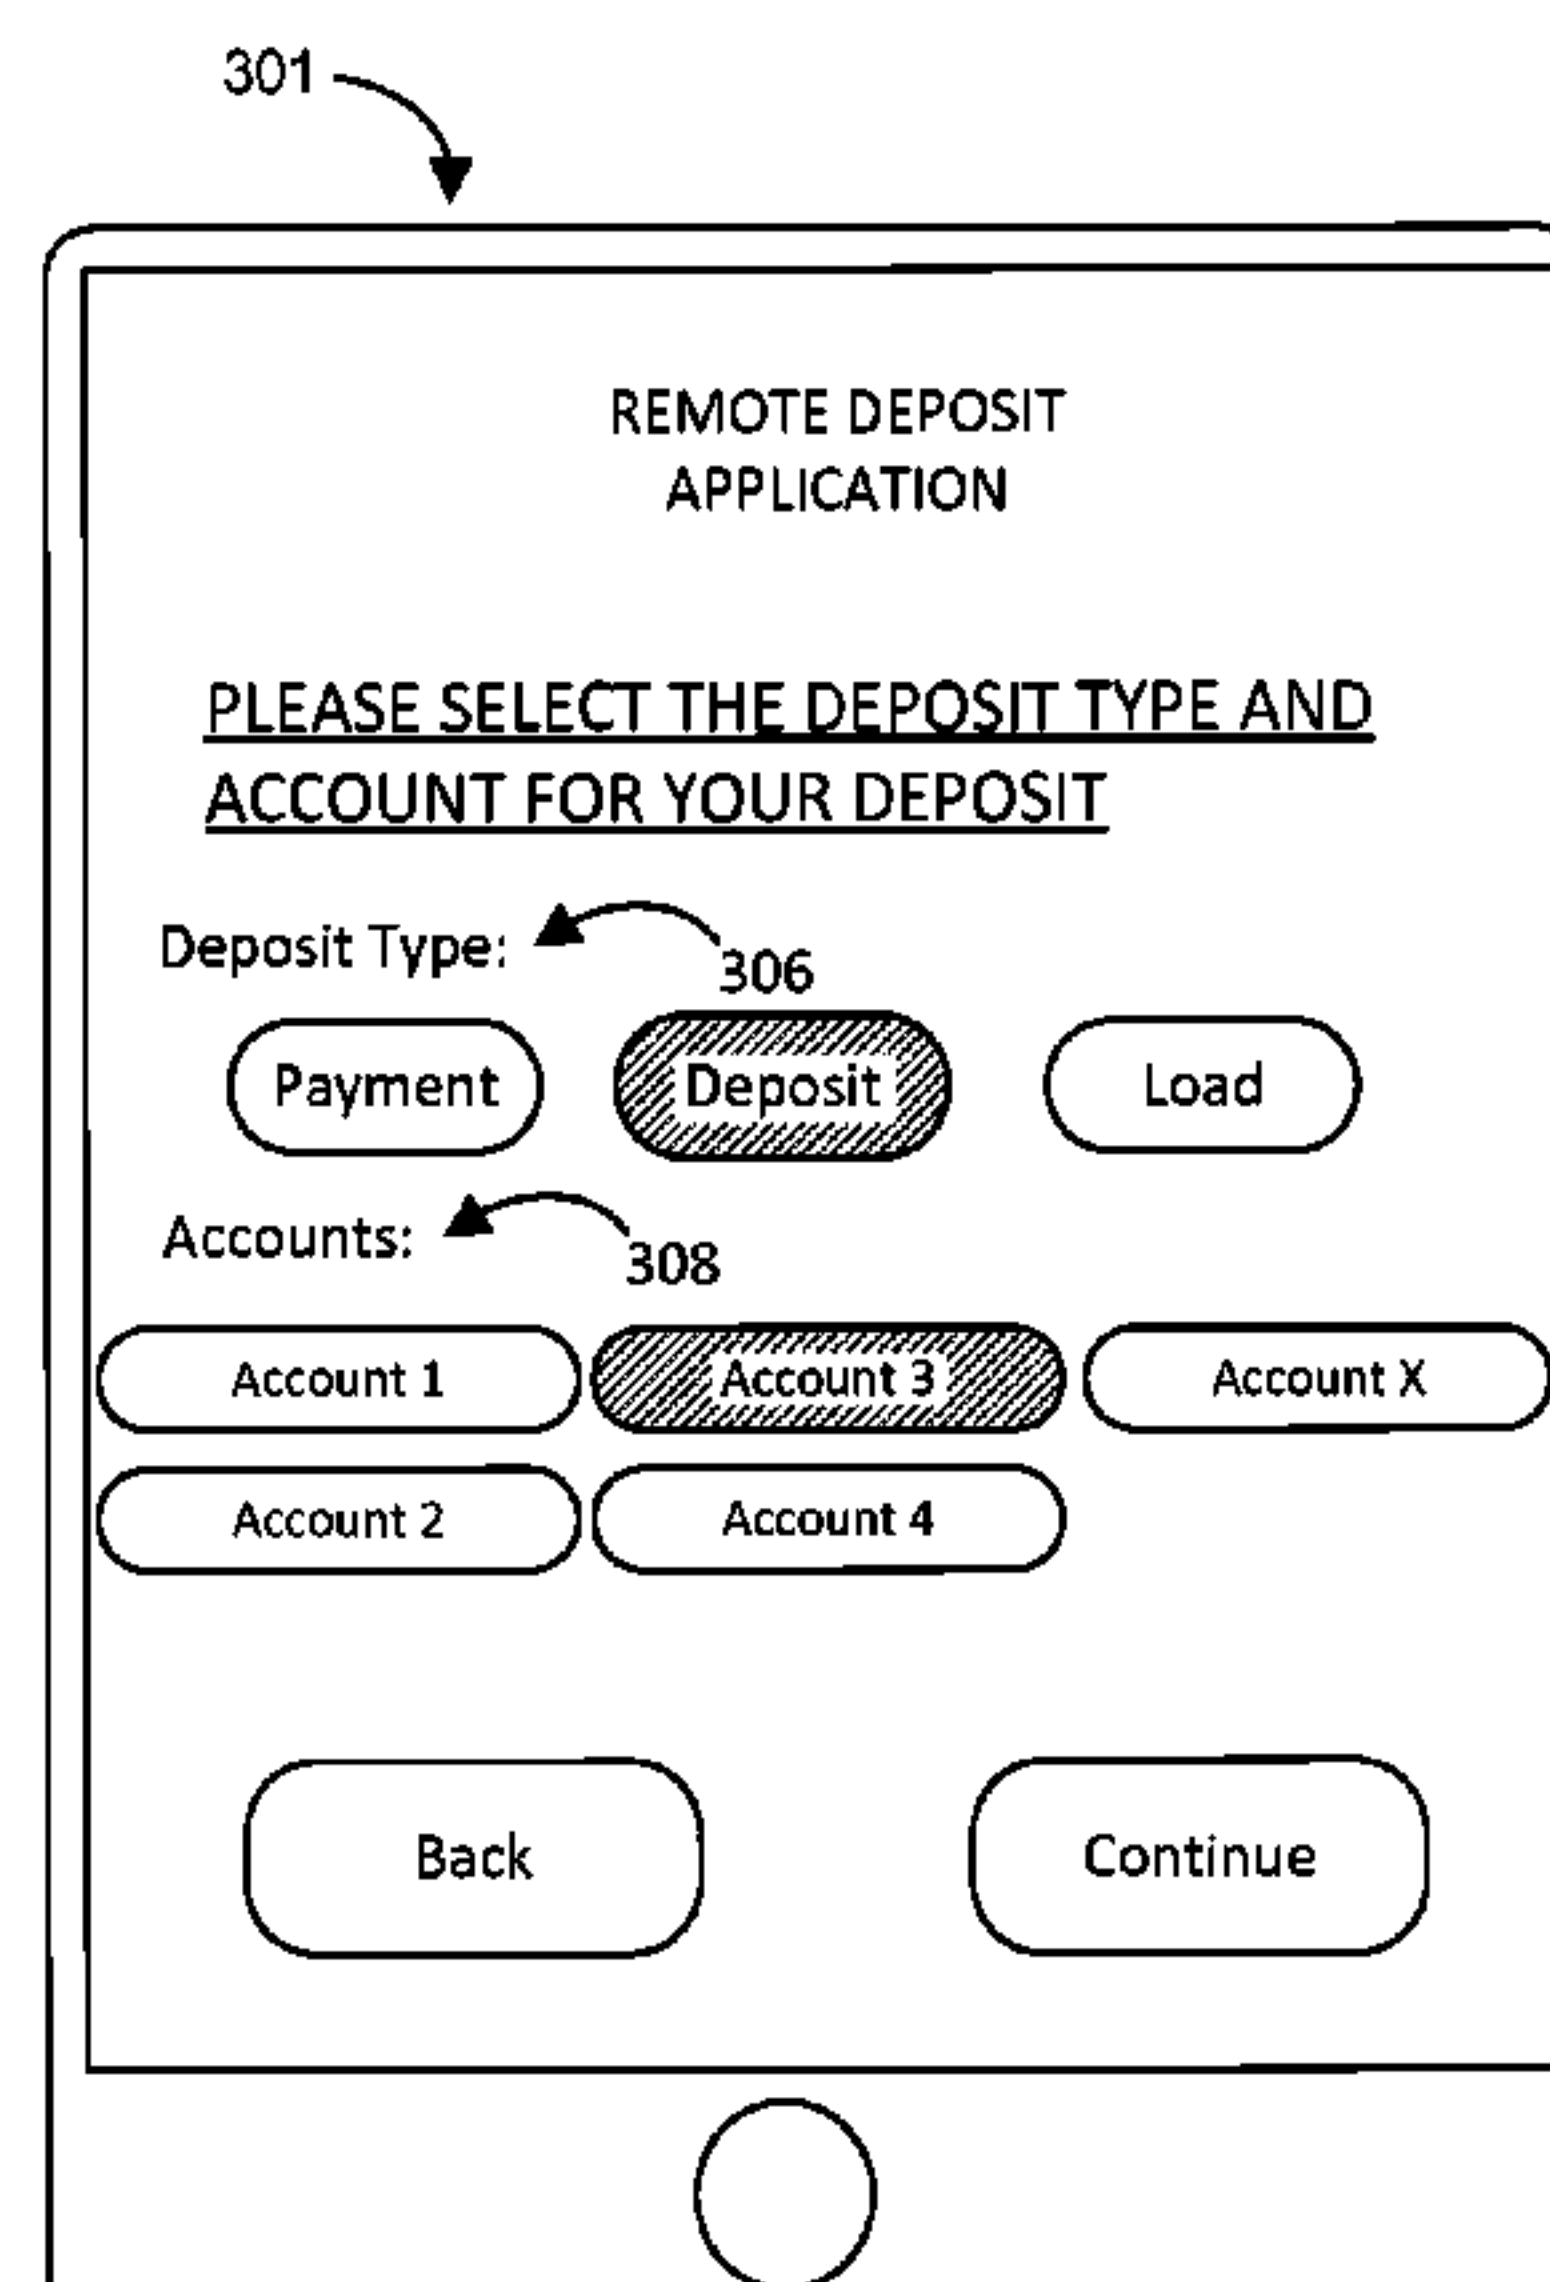 301
REMOTE DEPOSIT
APPLICATION
PLEASE SELECT THE DEPOSIT TYPE AND
ACCOUNT FOR YOUR DEPOSIT
Deposit Type:
306
Payment Deposit Load
Accounts:
308
Account 1 Account 3 Account X
Account 2 Account 4
Back Continue